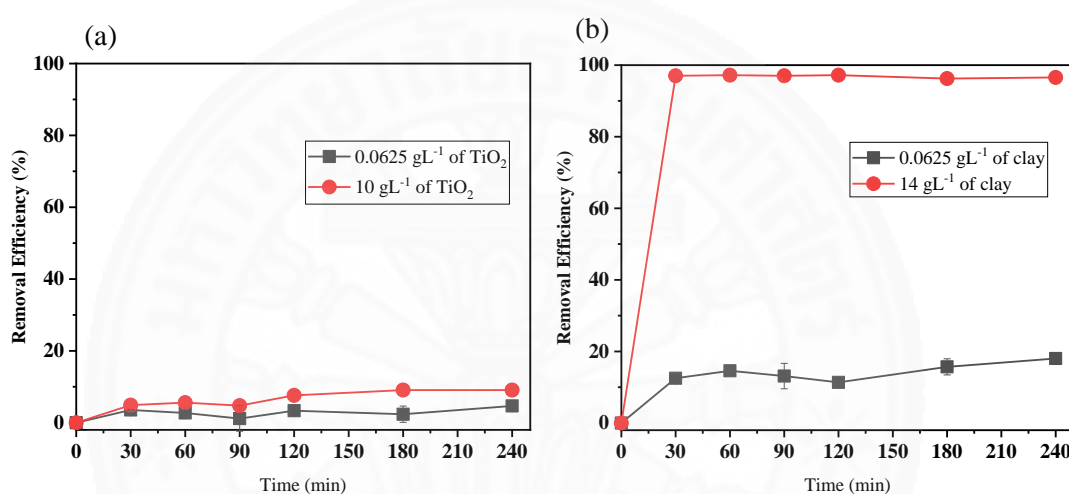 (a)
100
80
60
40
20
0
Removal Efficiency (%)
0.0625 gL⁻¹ of TiO₂
10 gL⁻¹ of TiO₂
0 30 60 90 120 150 180 210 240
Time (min)
(b)
100
80
60
40
20
0
Removal Efficiency (%)
0.0625 gL⁻¹ of clay
14 gL⁻¹ of clay
0 30 60 90 120 150 180 210 240
Time (min)